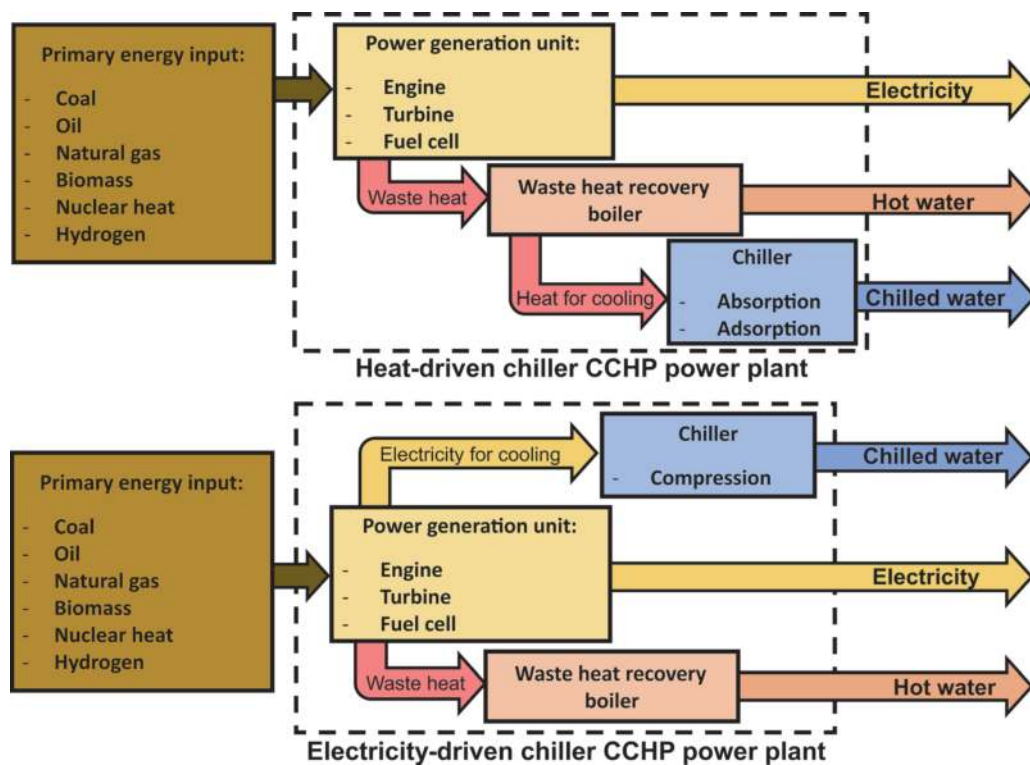 Primary energy input:
- Coal
- Oil
- Natural gas
- Biomass
- Nuclear heat
- Hydrogen
Power generation unit:
- Engine
- Turbine
- Fuel cell
Electricity
Waste heat
Waste heat recovery
boiler
Hot water
Heat for cooling
Chiller
- Absorption
- Adsorption
Chilled water
Heat-driven chiller CCHP power plant
Primary energy input:
- Coal
- Oil
- Natural gas
- Biomass
- Nuclear heat
- Hydrogen
Electricity for cooling
Chiller
- Compression
Chilled water
Power generation unit:
- Engine
- Turbine
- Fuel cell
Electricity
Waste heat
Waste heat recovery
boiler
Hot water
Electricity-driven chiller CCHP power plant